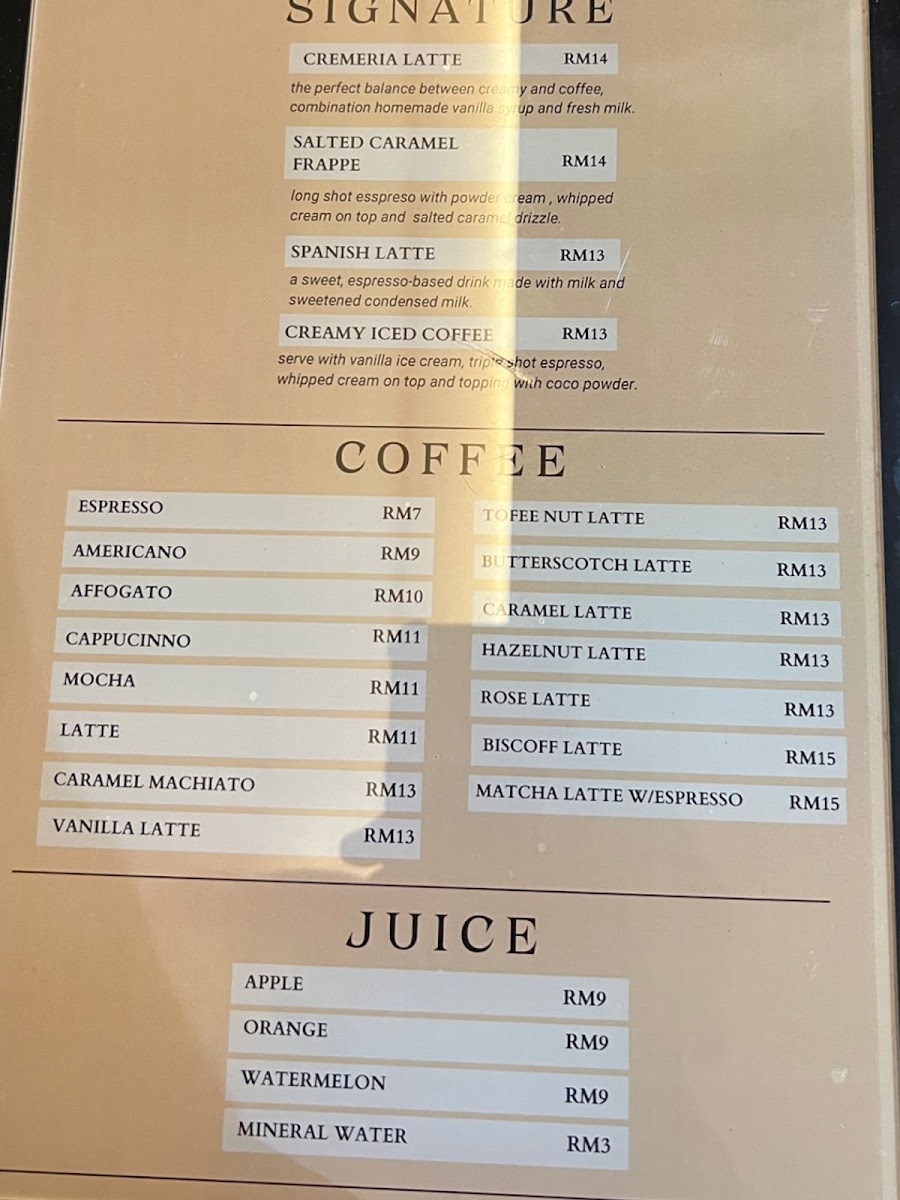 SIGNATURE
CREMERIA LATTE RM14
the perfect balance between creamy and coffee,
combination homemade vanilla syrup and fresh milk.
SALTED CARAMEL
FRAPPE RM14
long shot esspreso with powder cream , whipped
cream on top and salted caramel drizzle.
SPANISH LATTE RM13
a sweet, espresso-based drink made with milk and
sweetened condensed milk.
CREAMY ICED COFFEE RM13
serve with vanilla ice cream, triple shot espresso,
whipped cream on top and topping with coco powder.
COFFEE
ESPRESSO RM7
AMERICANO RM9
AFFOGATO RM10
CAPPUCINNO RM11
MOCHA RM11
LATTE RM11
CARAMEL MACHIATO RM13
VANILLA LATTE RM13
TOFEE NUT LATTE RM13
BUTTERSCOTCH LATTE RM13
CARAMEL LATTE RM13
HAZELNUT LATTE RM13
ROSE LATTE RM13
BISCOFF LATTE RM15
MATCHA LATTE W/ESPRESSO RM15
JUICE
APPLE RM9
ORANGE RM9
WATERMELON RM9
MINERAL WATER RM3